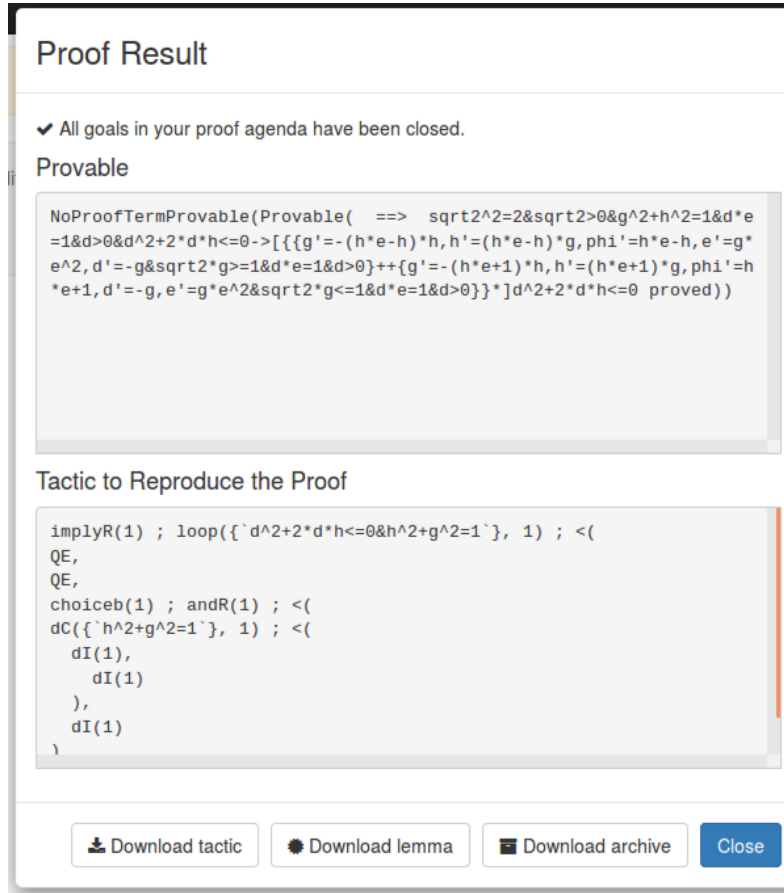 Proof Result
✔ All goals in your proof agenda have been closed.
Provable
NoProofTermProvable(Provable(  ==>  sqrt2^2=2&sqrt2>0&g^2+h^2=1&d*e
=1&d>0&d^2+2*d*h<=0->[{{g'=-(h*e-h)*h,h'=(h*e-h)*g,phi'=h*e-h,e'=g*
e^2,d'=-g&sqrt2*g>=1&d*e=1&d>0}++{g'=-(h*e+1)*h,h'=(h*e+1)*g,phi'=h
*e+1,d'=-g,e'=g*e^2&sqrt2*g<=1&d*e=1&d>0}}*]d^2+2*d*h<=0 proved))
Tactic to Reproduce the Proof
implyR(1) ; loop({`d^2+2*d*h<=0&h^2+g^2=1`}, 1) ; <(
QE,
QE,
choiceb(1) ; andR(1) ; <(
dC({`h^2+g^2=1`}, 1) ; <(
  dI(1),
    dI(1)
  ),
  dI(1)
)
Download tactic
Download lemma
Download archive
Close